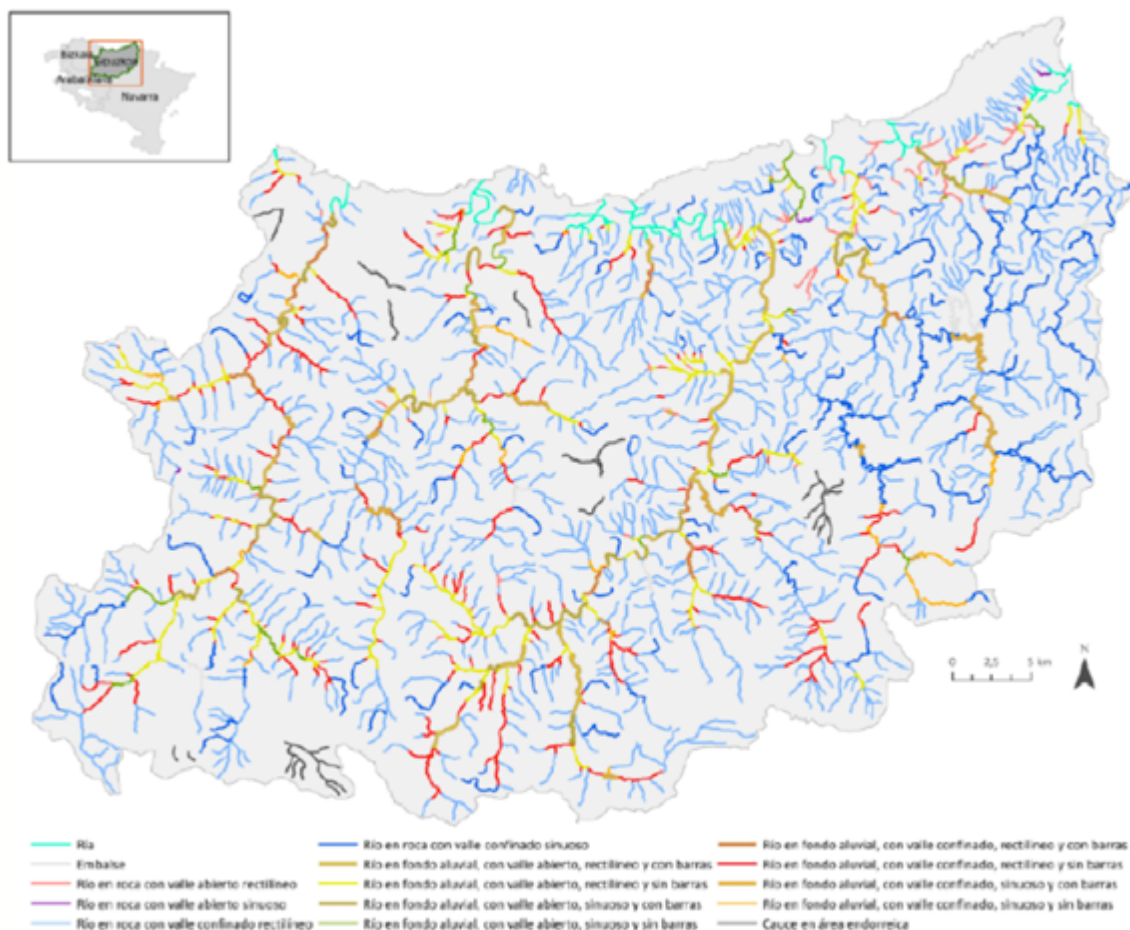 Bizkaia
Gipuzkoa
Navarra
N
0 2,5 5 km
Ría
Embalse
Río en roca con valle abierto rectilíneo
Río en roca con valle abierto sinuoso
Río en roca con valle confinado rectilíneo
Río en roca con valle confinado sinuoso
Río en fondo aluvial, con valle abierto, rectilíneo y con barras
Río en fondo aluvial, con valle abierto, rectilíneo y sin barras
Río en fondo aluvial, con valle abierto, sinuoso y con barras
Río en fondo aluvial, con valle abierto, sinuoso y sin barras
Río en fondo aluvial, con valle confinado, rectilíneo y con barras
Río en fondo aluvial, con valle confinado, rectilíneo y sin barras
Río en fondo aluvial, con valle confinado, sinuoso y con barras
Río en fondo aluvial, con valle confinado, sinuoso y sin barras
Cauce en área endorreica